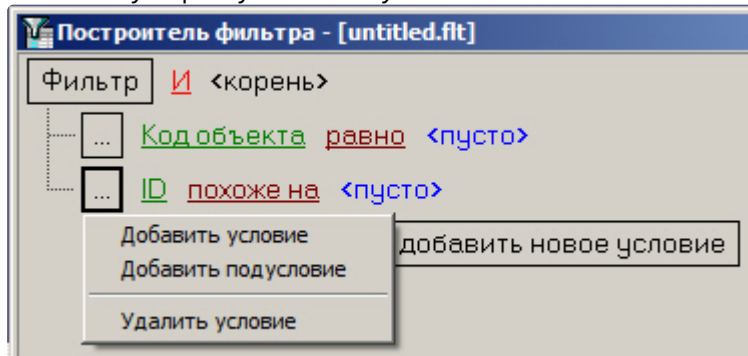 Построитель фильтра - [untitled.flt]
Фильтр И <корень>
... Код объекта равно <пусто>
... ID похоже на <пусто>
Добавить условие
добавить новое условие
Добавить подусловие
Удалить условие